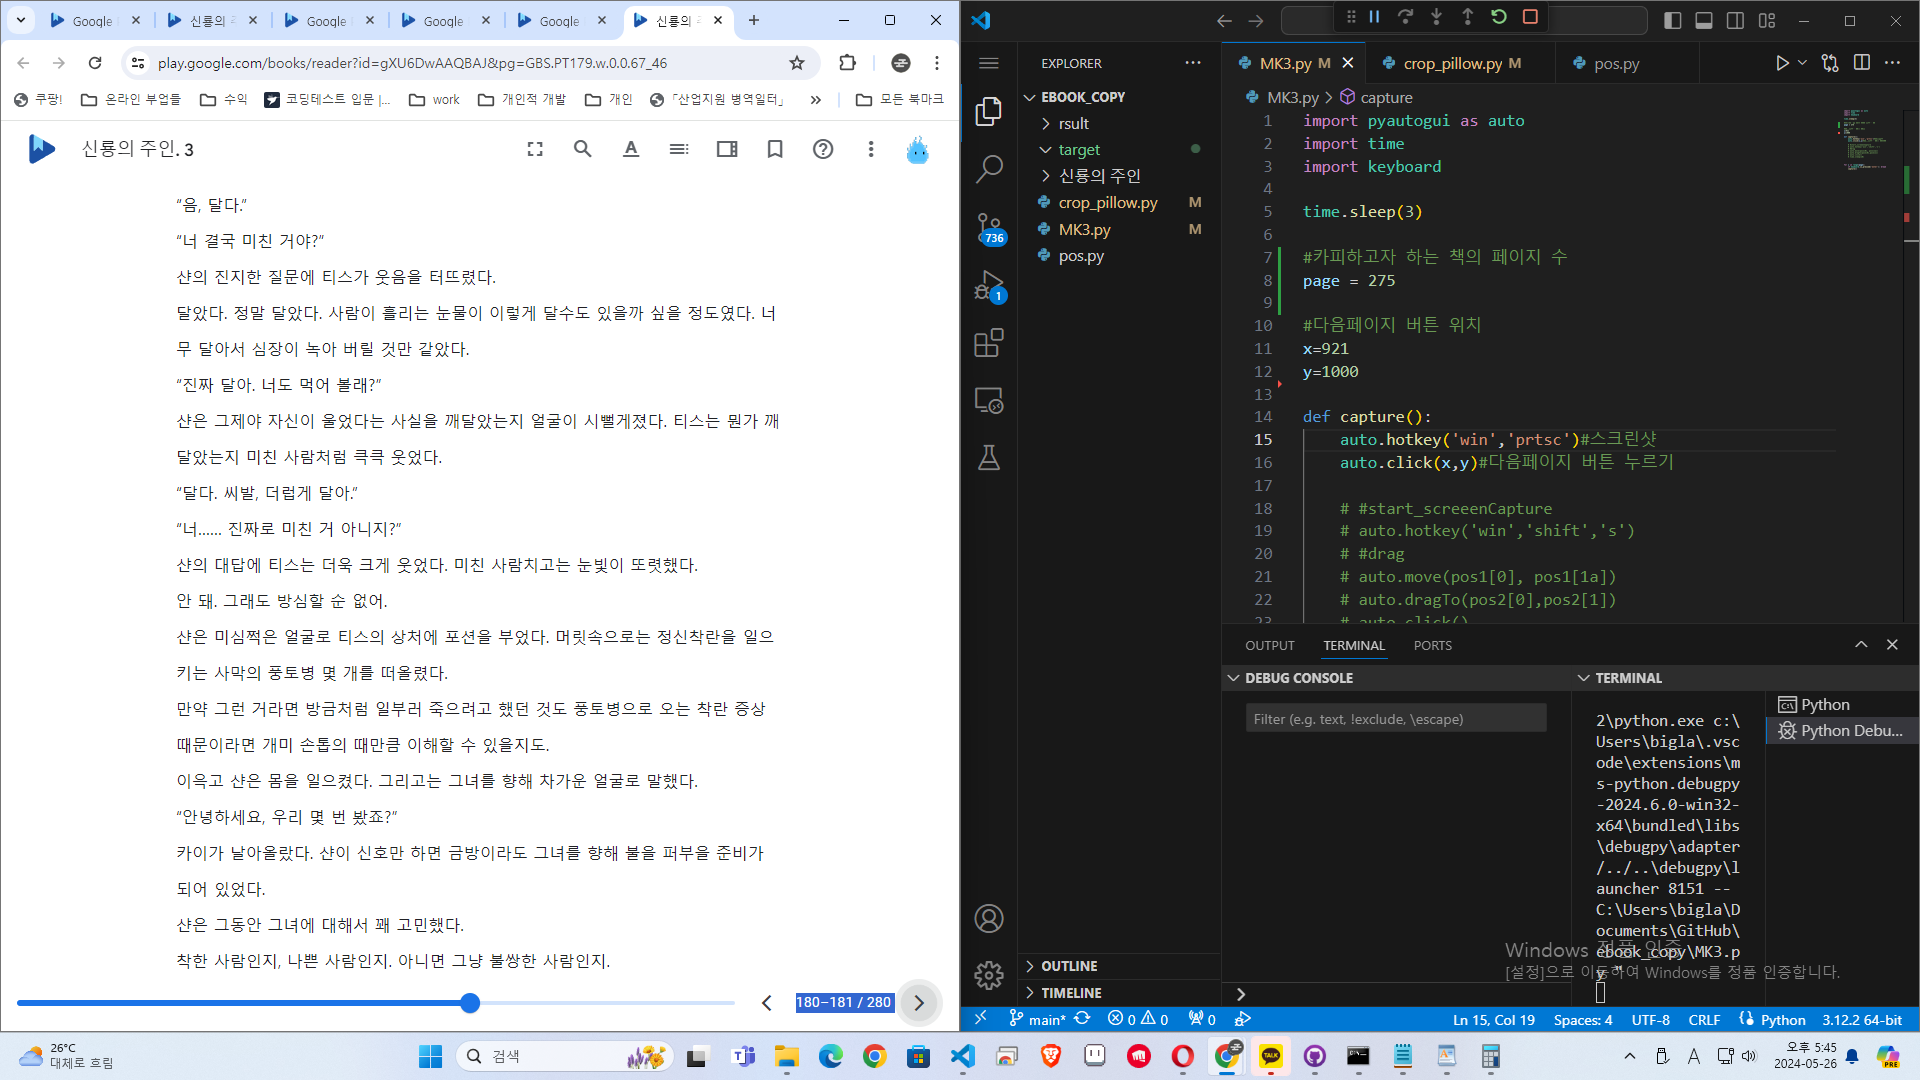 Google
신룡의 주
Google
Google
Google
신룡의 주
play.google.com/books/reader?id=gXU6DwAAQBAJ&pg=GBS.PT179.w.0.0.67_46
쿠팡!
온라인 부업들
수익
코딩테스트 입문 |...
work
개인적 개발
개인
「산업지원 병역일터」
모든 북마크
신룡의 주인. 3
“음, 달다.”
“너 결국 미친 거야?”
샨의 진지한 질문에 티스가 웃음을 터뜨렸다.
달았다. 정말 달았다. 사람이 흘리는 눈물이 이렇게 달수도 있을까 싶을 정도였다. 너
무 달아서 심장이 녹아 버릴 것만 같았다.
“진짜 달아. 너도 먹어 볼래?”
샨은 그제야 자신이 울었다는 사실을 깨달았는지 얼굴이 시뻘게졌다. 티스는 뭔가 깨
달았는지 미친 사람처럼 큭큭 웃었다.
“달다. 씨발, 더럽게 달아.”
“너...... 진짜로 미친 거 아니지?”
샨의 대답에 티스는 더욱 크게 웃었다. 미친 사람치고는 눈빛이 또렷했다.
안 돼. 그래도 방심할 순 없어.
샨은 미심쩍은 얼굴로 티스의 상처에 포션을 부었다. 머릿속으로는 정신착란을 일으
키는 사막의 풍토병 몇 개를 떠올렸다.
만약 그런 거라면 방금처럼 일부러 죽으려고 했던 것도 풍토병으로 오는 착란 증상
때문이라면 개미 손톱의 때만큼 이해할 수 있을지도.
이윽고 샨은 몸을 일으켰다. 그리고는 그녀를 향해 차가운 얼굴로 말했다.
“안녕하세요, 우리 몇 번 봤죠?”
카이가 날아올랐다. 샨이 신호만 하면 금방이라도 그녀를 향해 불을 퍼부을 준비가
되어 있었다.
샨은 그동안 그녀에 대해서 꽤 고민했다.
착한 사람인지, 나쁜 사람인지. 아니면 그냥 불쌍한 사람인지.
180–181 / 280
EXPLORER
EBOOK_COPY
rsult
target
신룡의 주인
crop_pillow.py M
MK3.py M
pos.py
736
1
OUTLINE
TIMELINE
MK3.py M
crop_pillow.py M
pos.py
MK3.py > capture
1 import pyautogui as auto
2 import time
3 import keyboard
4
5 time.sleep(3)
6
7 #카피하고자 하는 책의 페이지 수
8 page = 275
9
10 #다음페이지 버튼 위치
11 x=921
12 y=1000
13
14 def capture():
15 auto.hotkey('win','prtsc')#스크린샷
16 auto.click(x,y)#다음페이지 버튼 누르기
17
18 # #start_screeenCapture
19 # auto.hotkey('win','shift','s')
20 # #drag
21 # auto.move(pos1[0], pos1[1a])
22 # auto.dragTo(pos2[0],pos2[1])
23 # auto.click()
OUTPUT
TERMINAL
PORTS
DEBUG CONSOLE
Filter (e.g. text, !exclude, \escape)
TERMINAL
2\python.exe c:\
Users\bigla\.vsc
ode\extensions\m
s-python.debugpy
-2024.6.0-win32-
x64\bundled\libs
\debugpy\adapter
/../..\debugpy\l
auncher 8151 --
C:\Users\bigla\D
ocuments\GitHub\
ebook_copy\MK3.p
y "
Python
Python Debu...
Windows 정품 인증
[설정]으로 이동하여 Windows를 정품 인증합니다.
main*
0
0
0
Ln 15, Col 19
Spaces: 4
UTF-8
CRLF
Python
3.12.2 64-bit
26°C
대체로 흐림
검색
TALK
PRE
A
오후 5:45
2024-05-26